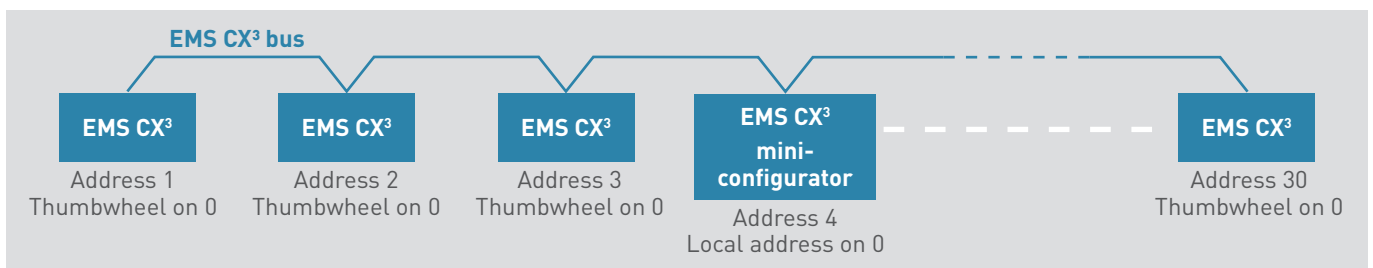 EMS CX³ bus
EMS CX³
EMS CX³
EMS CX³
EMS CX³
mini-
configurator
EMS CX³
Address 1
Thumbwheel on 0
Address 2
Thumbwheel on 0
Address 3
Thumbwheel on 0
Address 4
Local address on 0
Address 30
Thumbwheel on 0